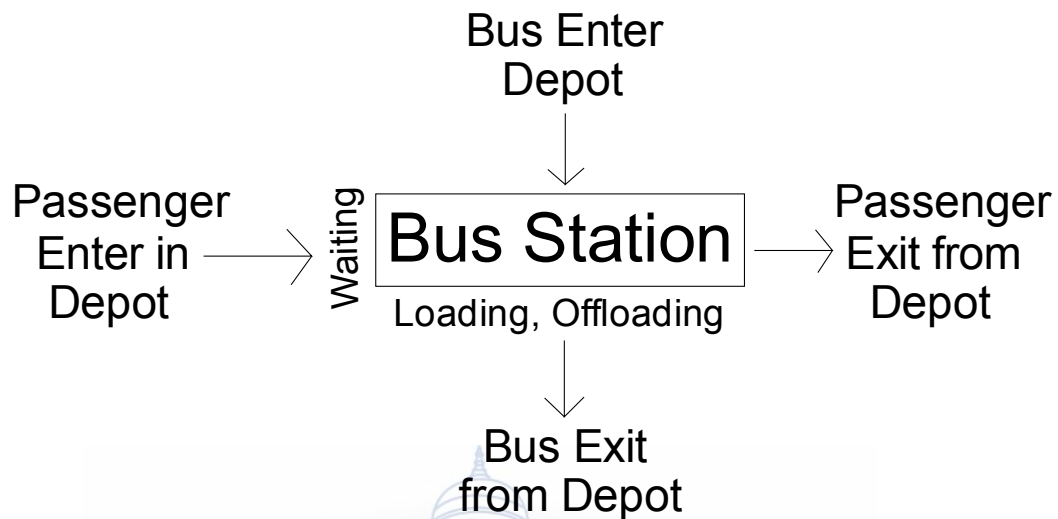 Bus Enter
Depot
Passenger
Enter in
Depot
Waiting
Bus Station
Loading, Offloading
Passenger
Exit from
Depot
Bus Exit
from Depot